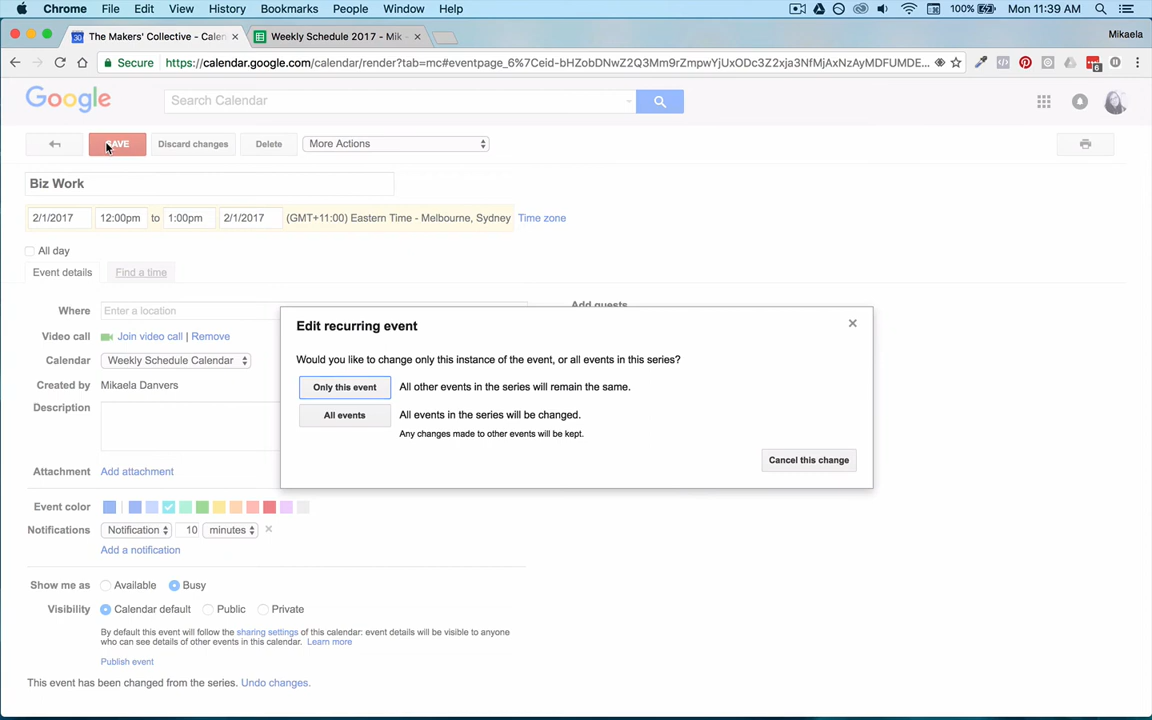 Chrome File Edit View History Bookmarks People Window Help 100% Mon 11:39 AM
The Makers' Collective - Calen × Weekly Schedule 2017 - Mik × Mikaela
Secure https://calendar.google.com/calendar/render?tab=mc#eventpage_6%7Ceid-bHZobDNwZ2Q3Mm9rZmpwYjUxODc3Z2xja3NfMjAxNzAyMDFUMDE... 6
Google Search Calendar
SAVE Discard changes Delete More Actions
Biz Work
2/1/2017 12:00pm to 1:00pm 2/1/2017 (GMT+11:00) Eastern Time - Melbourne, Sydney Time zone
All day
Event details Find a time
Where Enter a location Add guests
Video call Join video call | Remove
Calendar Weekly Schedule Calendar
Created by Mikaela Danvers
Description
Attachment Add attachment
Edit recurring event ×
Would you like to change only this instance of the event, or all events in this series?
Only this event All other events in the series will remain the same.
All events All events in the series will be changed.
Any changes made to other events will be kept.
Cancel this change
Event color
Notifications Notification 10 minutes ×
Add a notification
Show me as Available Busy
Visibility Calendar default Public Private
By default this event will follow the sharing settings of this calendar: event details will be visible to anyone
who can see details of other events in this calendar. Learn more
Publish event
This event has been changed from the series. Undo changes.